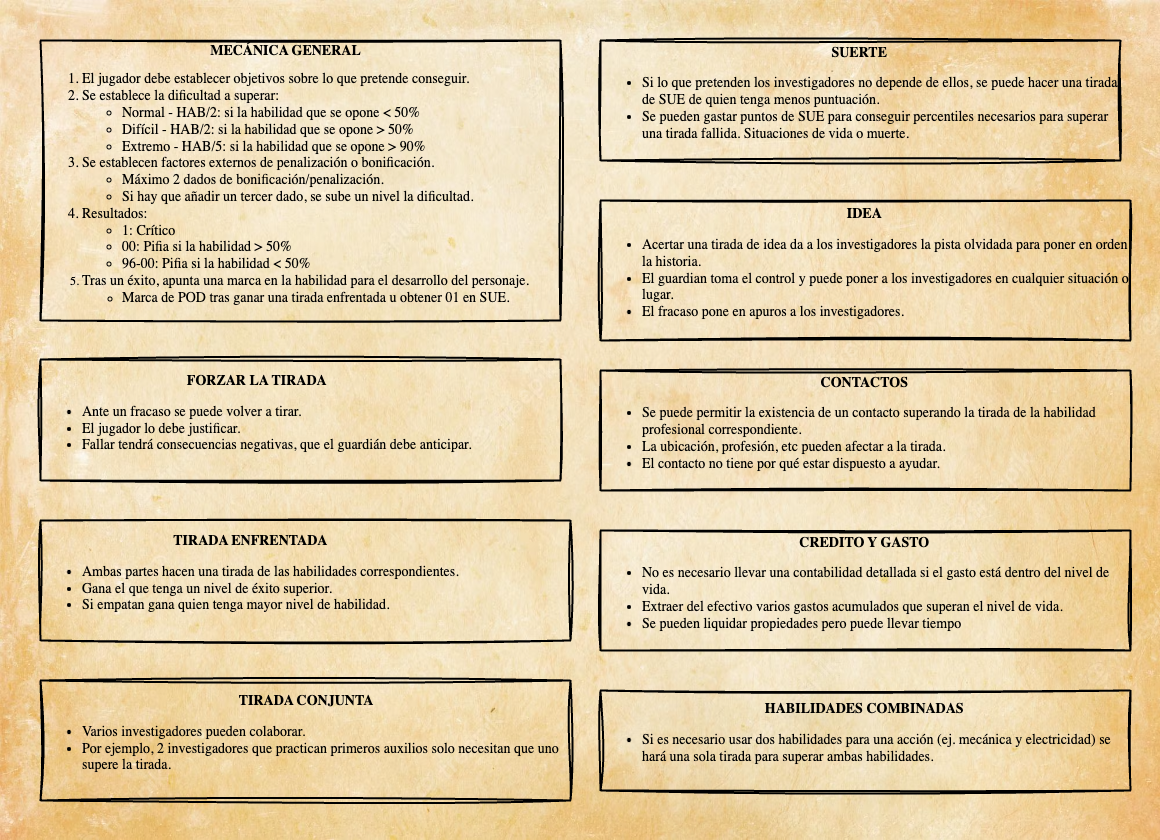 MECÁNICA GENERAL
1. El jugador debe establecer objetivos sobre lo que pretende conseguir.
2. Se establece la dificultad a superar:
Normal - HAB/2: si la habilidad que se opone < 50%
Difícil - HAB/2: si la habilidad que se opone > 50%
Extremo - HAB/5: si la habilidad que se opone > 90%
3. Se establecen factores externos de penalización o bonificación.
Máximo 2 dados de bonificación/penalización.
Si hay que añadir un tercer dado, se sube un nivel la dificultad.
4. Resultados:
1: Crítico
00: Pifia si la habilidad > 50%
96-00: Pifia si la habilidad < 50%
5. Tras un éxito, apunta una marca en la habilidad para el desarrollo del personaje.
Marca de POD tras ganar una tirada enfrentada u obtener 01 en SUE.
FORZAR LA TIRADA
Ante un fracaso se puede volver a tirar.
El jugador lo debe justificar.
Fallar tendrá consecuencias negativas, que el guardián debe anticipar.
TIRADA ENFRENTADA
Ambas partes hacen una tirada de las habilidades correspondientes.
Gana el que tenga un nivel de éxito superior.
Si empatan gana quien tenga mayor nivel de habilidad.
TIRADA CONJUNTA
Varios investigadores pueden colaborar.
Por ejemplo, 2 investigadores que practican primeros auxilios solo necesitan que uno
supere la tirada.
SUERTE
Si lo que pretenden los investigadores no depende de ellos, se puede hacer una tirada
de SUE de quien tenga menos puntuación.
Se pueden gastar puntos de SUE para conseguir percentiles necesarios para superar
una tirada fallida. Situaciones de vida o muerte.
IDEA
Acertar una tirada de idea da a los investigadores la pista olvidada para poner en orden
la historia.
El guardian toma el control y puede poner a los investigadores en cualquier situación o
lugar.
El fracaso pone en apuros a los investigadores.
CONTACTOS
Se puede permitir la existencia de un contacto superando la tirada de la habilidad
profesional correspondiente.
La ubicación, profesión, etc pueden afectar a la tirada.
El contacto no tiene por qué estar dispuesto a ayudar.
CREDITO Y GASTO
No es necesario llevar una contabilidad detallada si el gasto está dentro del nivel de
vida.
Extraer del efectivo varios gastos acumulados que superan el nivel de vida.
Se pueden liquidar propiedades pero puede llevar tiempo
HABILIDADES COMBINADAS
Si es necesario usar dos habilidades para una acción (ej. mecánica y electricidad) se
hará una sola tirada para superar ambas habilidades.